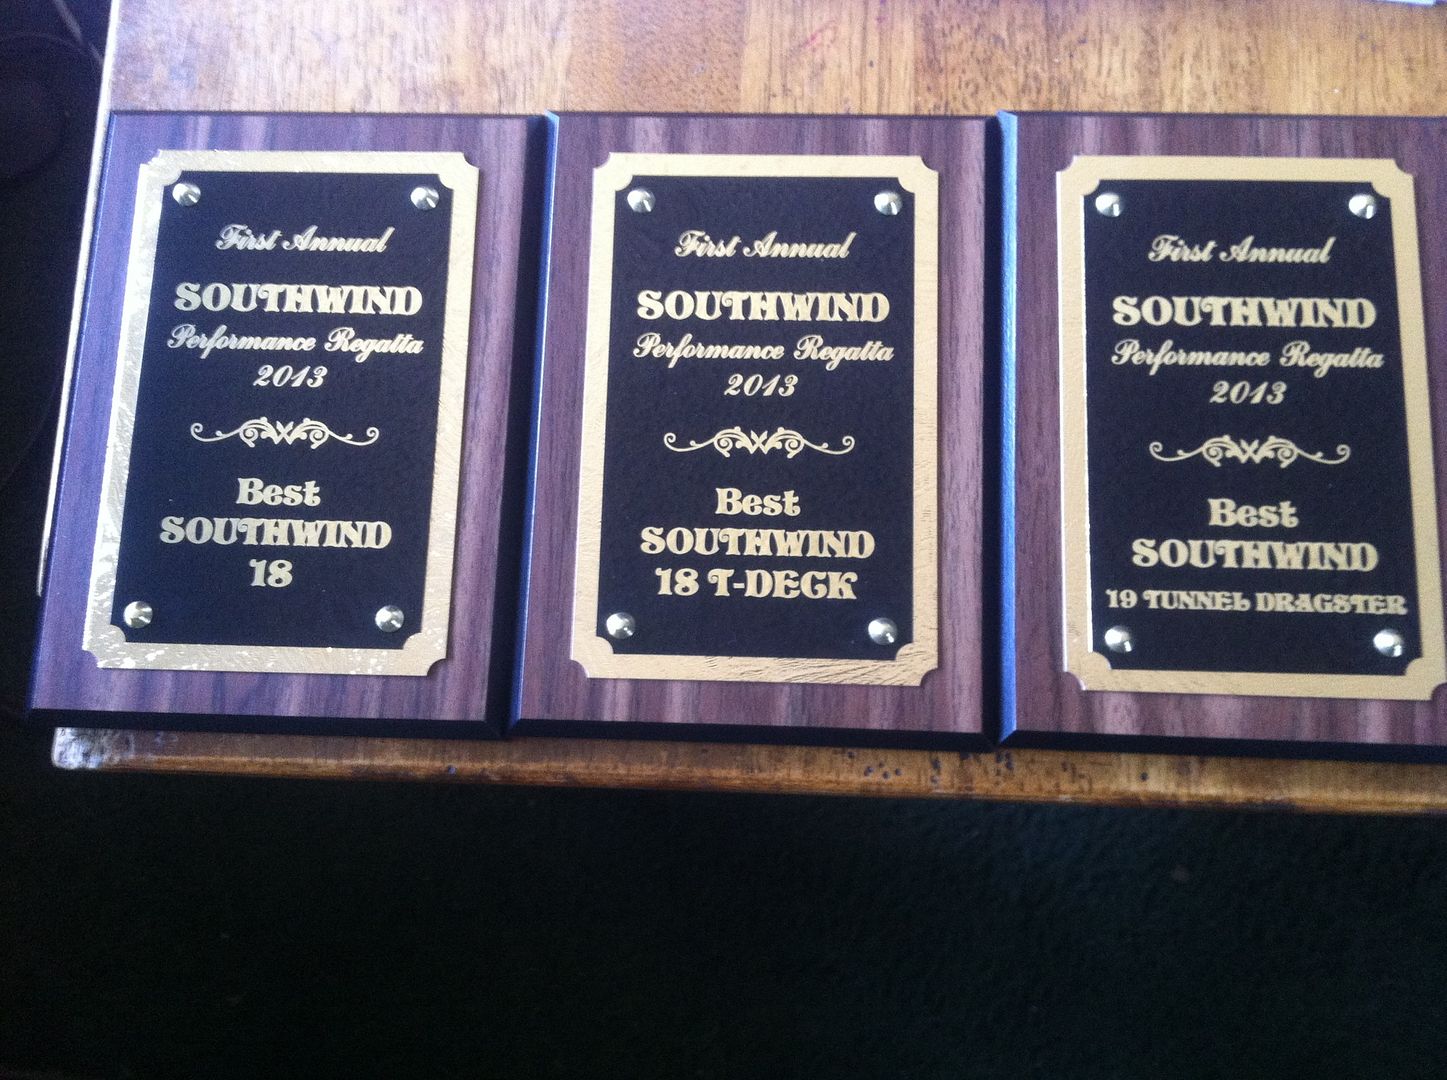 First Annual
SOUTHWIND
Performance Regatta
2013
Best
SOUTHWIND
18
First Annual
SOUTHWIND
Performance Regatta
2013
Best
SOUTHWIND
18 T-DECK
First Annual
SOUTHWIND
Performance Regatta
2013
Best
SOUTHWIND
19 TUNNEL DRAGSTER